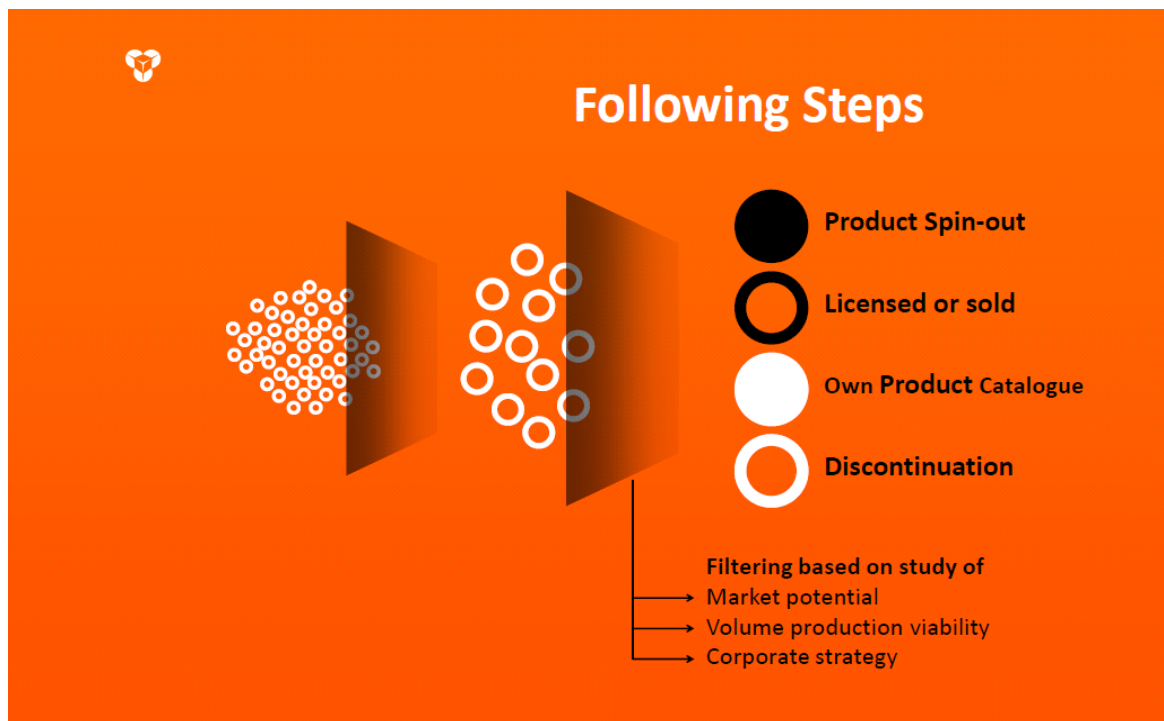 Following Steps
Product Spin-out
Licensed or sold
Own Product Catalogue
Discontinuation
Filtering based on study of
Market potential
Volume production viability
Corporate strategy